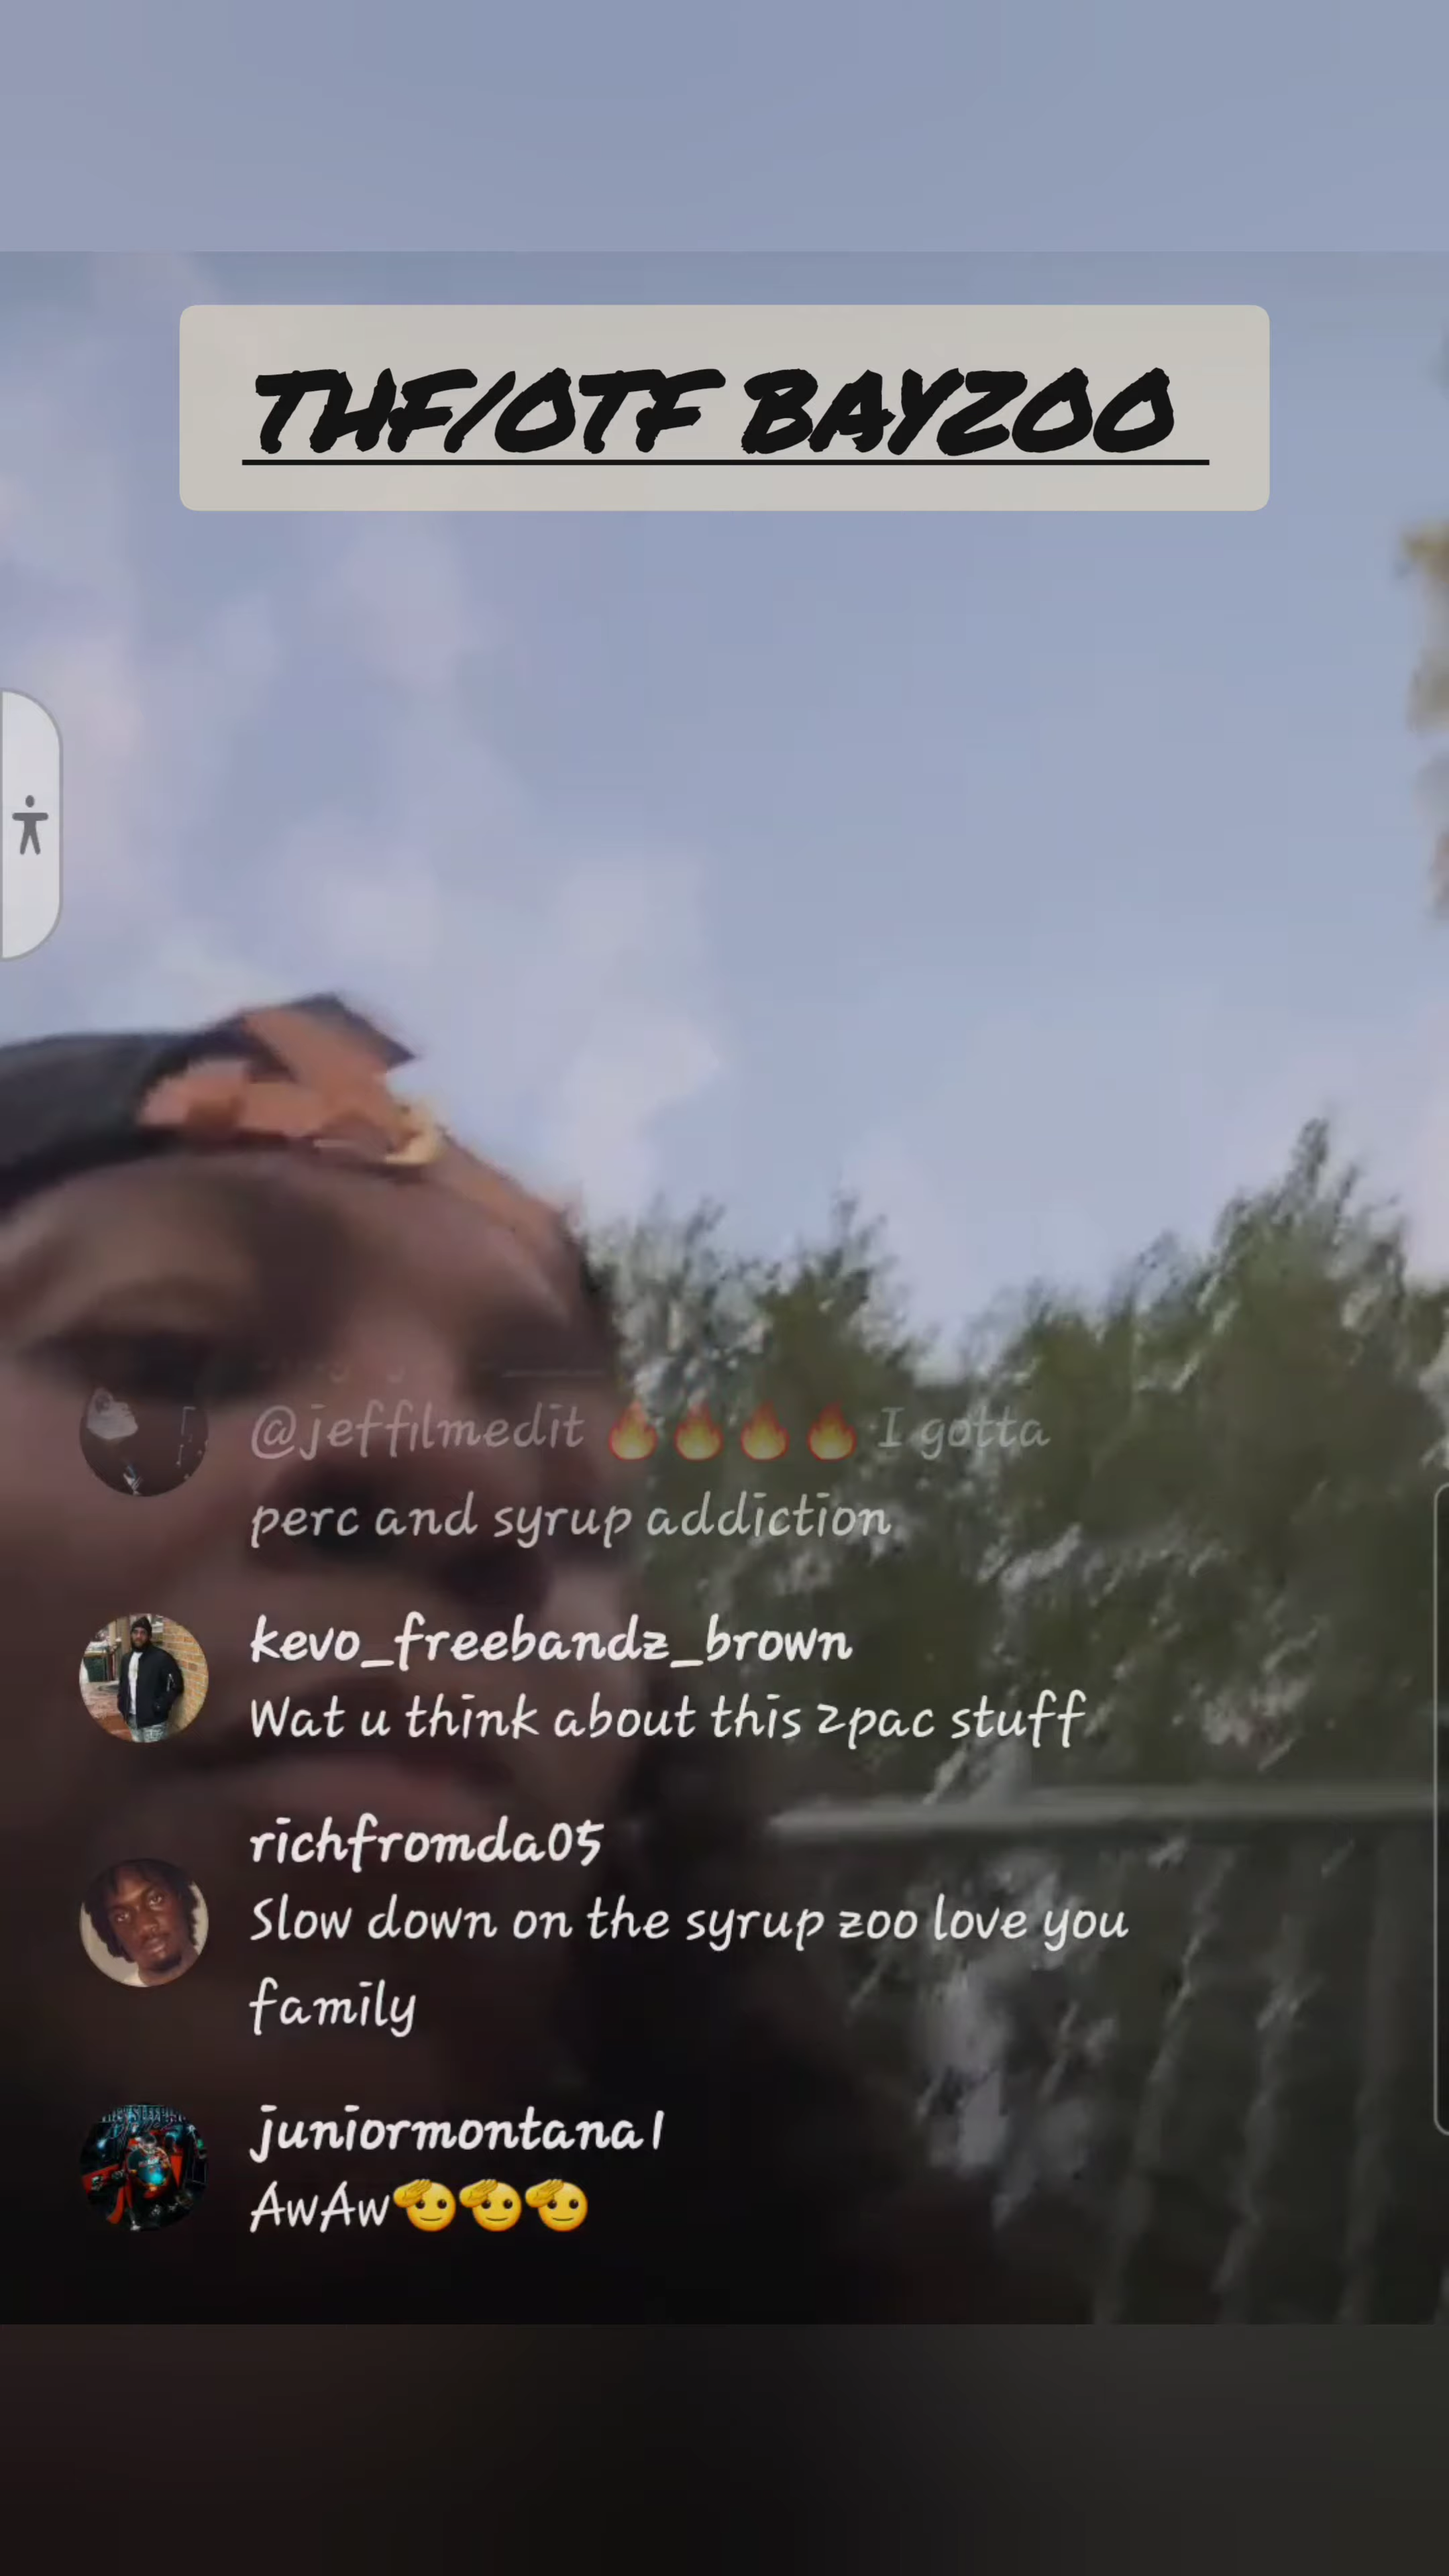 THF/OTF BAYZOO
@jeffilmedit 🔥🔥🔥🔥 I gotta
perc and syrup addiction
kevo_freebandz_brown
Wat u think about this 2pac stuff
richfromda05
Slow down on the syrup zoo love you
family
juniormontana1
AwAw🫡🫡🫡